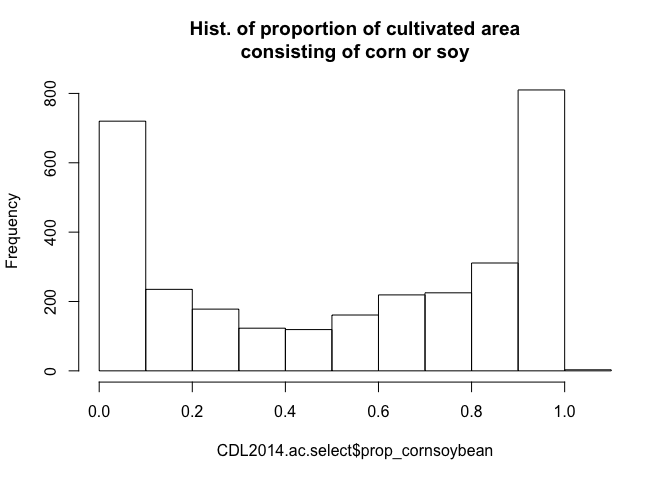 Hist. of proportion of cultivated area
consisting of corn or soy
Frequency
800
600
400
200
0
0.0 0.2 0.4 0.6 0.8 1.0
CDL2014.ac.select$prop_cornsoybean